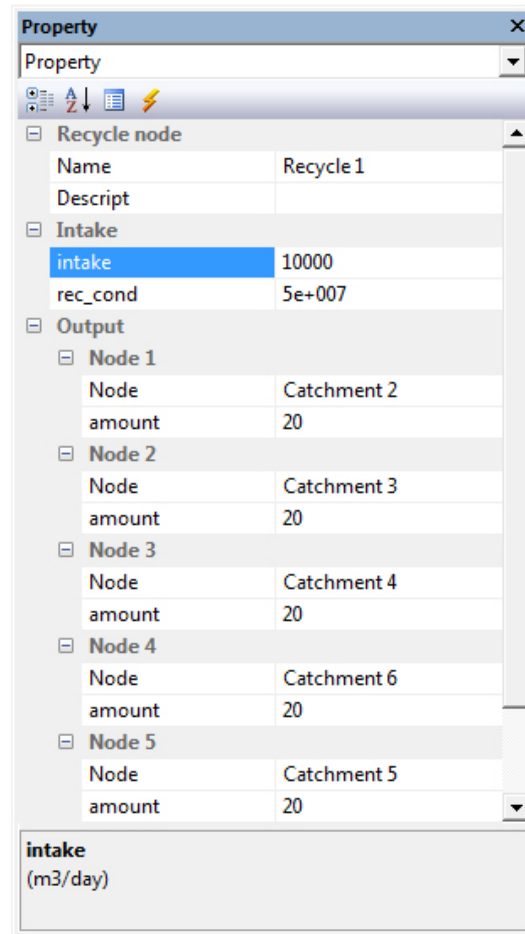 Property
Property
Recycle node
Name Recycle 1
Descript
Intake
intake 10000
rec_cond 5e+007
Output
Node 1
Node Catchment 2
amount 20
Node 2
Node Catchment 3
amount 20
Node 3
Node Catchment 4
amount 20
Node 4
Node Catchment 6
amount 20
Node 5
Node Catchment 5
amount 20
intake
(m3/day)